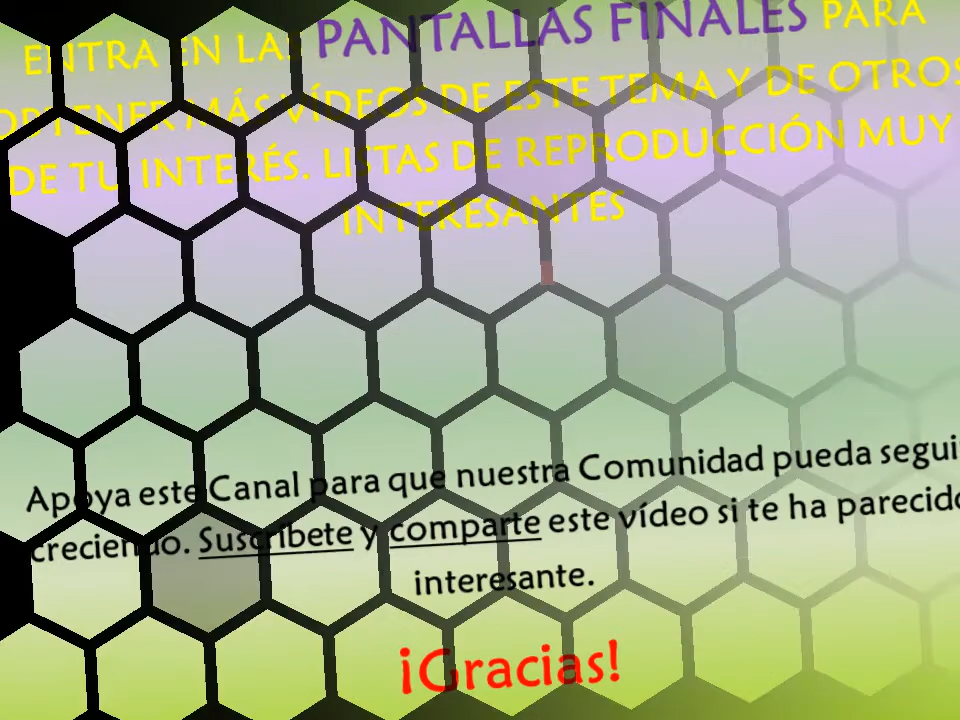 ENTRA EN LAS PANTALLAS FINALES PARA
OBTENER MÁS VÍDEOS DE ESTE TEMA Y DE OTROS
DE TU INTERÉS. LISTAS DE REPRODUCCIÓN MUY
INTERESANTES
Apoya este Canal para que nuestra Comunidad pueda seguir
creciendo. Suscríbete y comparte este vídeo si te ha parecido
interesante.
¡Gracias!